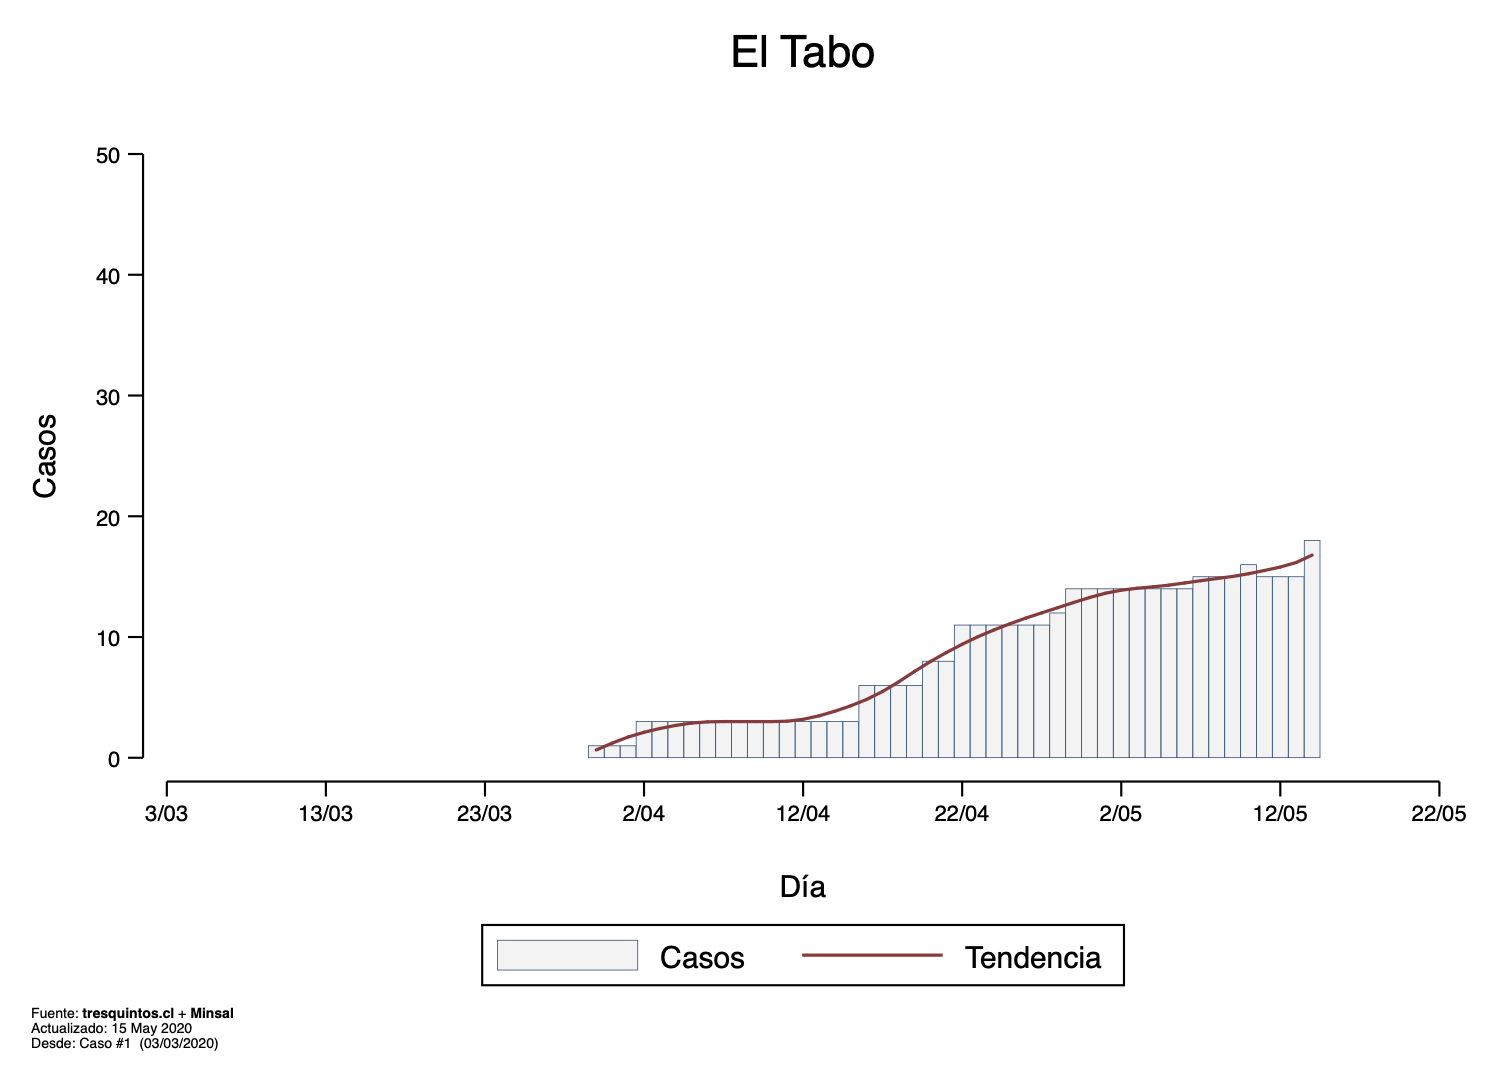 El Tabo
50
40
30
20
10
0
Casos
3/03 13/03 23/03 2/04 12/04 22/04 2/05 12/05 22/05
Día
Casos Tendencia
Fuente: tresquintos.cl + Minsal
Actualizado: 15 May 2020
Desde: Caso #1 (03/03/2020)